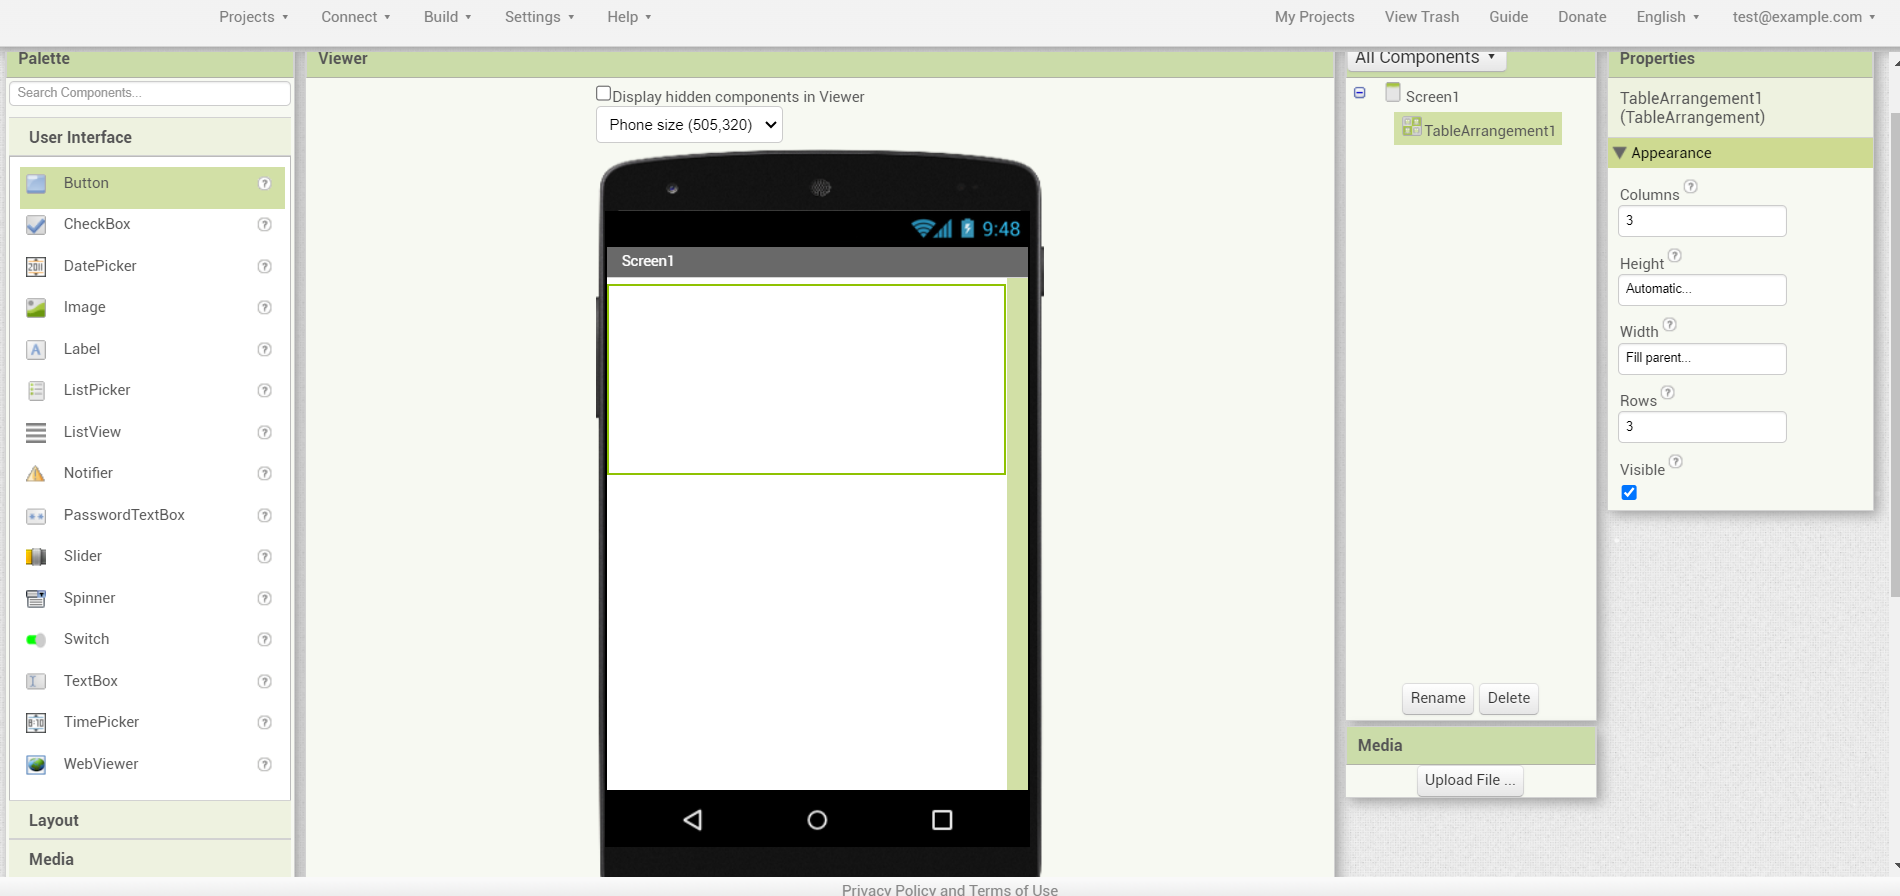 Projects ▾ Connect ▾ Build ▾ Settings ▾ Help ▾ My Projects View Trash Guide Donate English ▾ test@example.com ▾
Palette
Search Components...
User Interface
Button ?
CheckBox ?
DatePicker ?
Image ?
Label ?
ListPicker ?
ListView ?
Notifier ?
PasswordTextBox ?
Slider ?
Spinner ?
Switch ?
TextBox ?
TimePicker ?
WebViewer ?
Layout
Media
Viewer
Display hidden components in Viewer
Phone size (505,320)
9:48
Screen1
All Components ▾
Screen1
TableArrangement1
Rename Delete
Media
Upload File ...
Properties
TableArrangement1
(TableArrangement)
Appearance
Columns ?
3
Height ?
Automatic...
Width ?
Fill parent...
Rows ?
3
Visible ?
Privacy Policy and Terms of Use